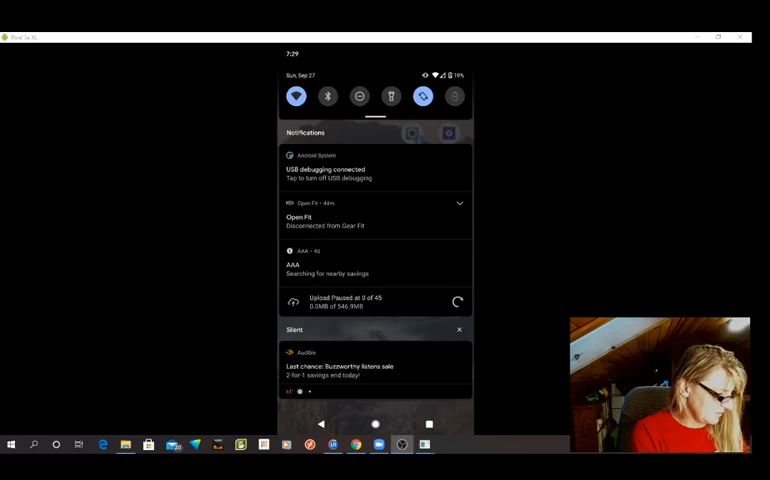 Pixel 3a XL
7:29
Sun, Sep 27
19%
Notifications
Android System
USB debugging connected
Tap to turn off USB debugging
Open Fit • 44m
Open Fit
Disconnected from Gear Fit
AAA • 4d
AAA
Searching for nearby savings
Upload Paused at 0 of 45
0.0MB of 546.9MB
Silent
Audible
Last chance: Buzzworthy listens sale
2-for-1 savings end today!
61°
20